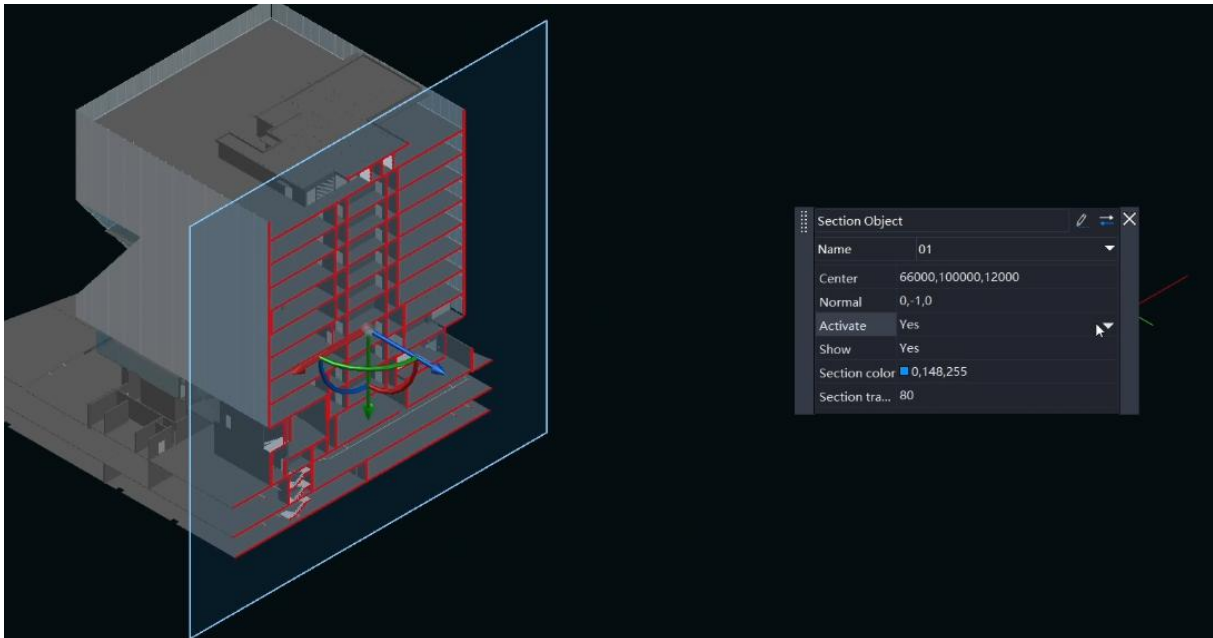 Section Object
Name 01
Center 66000,100000,12000
Normal 0,-1,0
Activate Yes
Show Yes
Section color 0,148,255
Section tra... 80